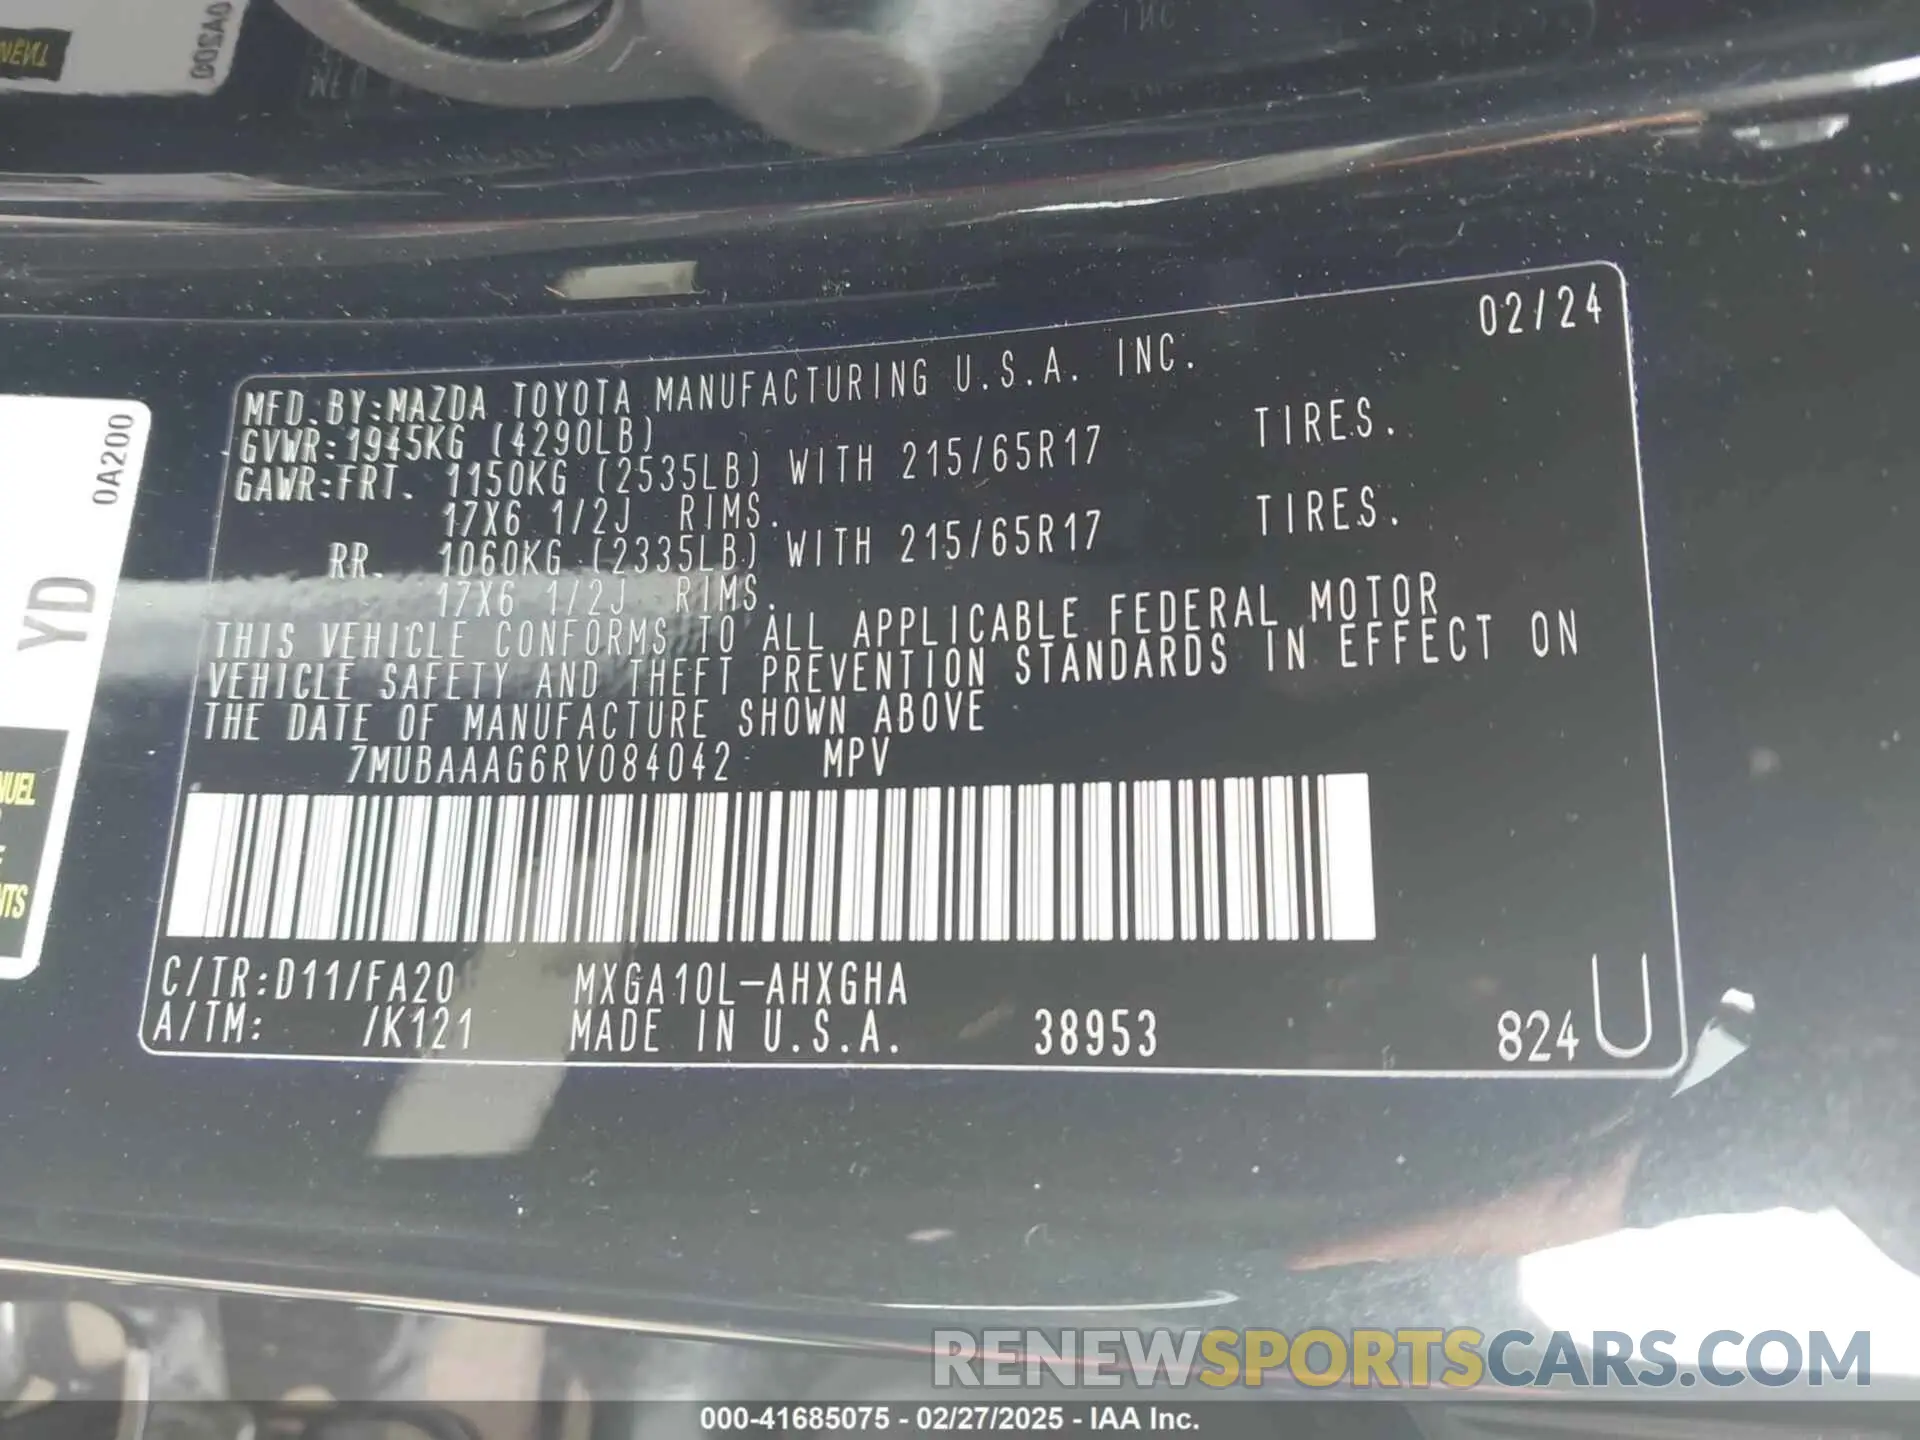 0A200
02/24
MFD.BY:MAZDA TOYOTA MANUFACTURING U.S.A. INC.
GVWR:1945KG (4290LB)
GAWR:FRT. 1150KG (2535LB) WITH 215/65R17 TIRES.
17X6 1/2J RIMS.
RR. 1060KG (2335LB) WITH 215/65R17 TIRES.
17X6 1/2J RIMS.
THIS VEHICLE CONFORMS TO ALL APPLICABLE FEDERAL MOTOR
VEHICLE SAFETY AND THEFT PREVENTION STANDARDS IN EFFECT ON
THE DATE OF MANUFACTURE SHOWN ABOVE
7MUBAAAG6RV084042 MPV
C/TR:D11/FA20 MXGA10L-AHXGHA
A/TM: /K121 MADE IN U.S.A. 38953 824 U
0A200
YD
RENEWSPORTSCARS.COM
000-41685075 - 02/27/2025 - IAA Inc.